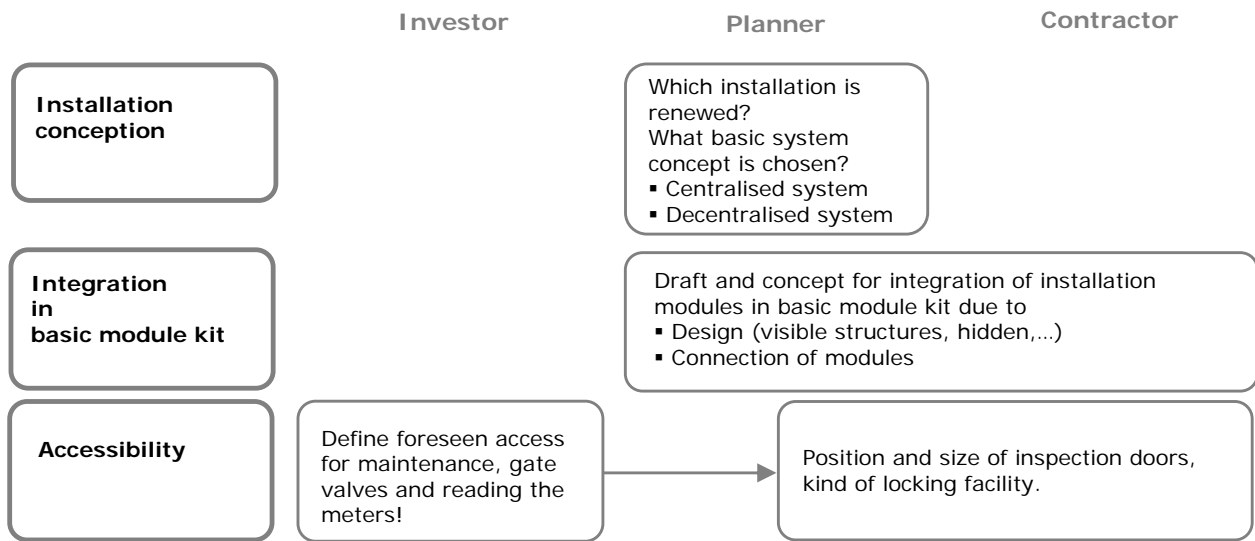 Investor
Planner
Contractor
Installation
conception
Which installation is
renewed?
What basic system
concept is chosen?
▪ Centralised system
▪ Decentralised system
Integration
in
basic module kit
Draft and concept for integration of installation
modules in basic module kit due to
▪ Design (visible structures, hidden,...)
▪ Connection of modules
Accessibility
Define foreseen access
for maintenance, gate
valves and reading the
meters!
Position and size of inspection doors,
kind of locking facility.